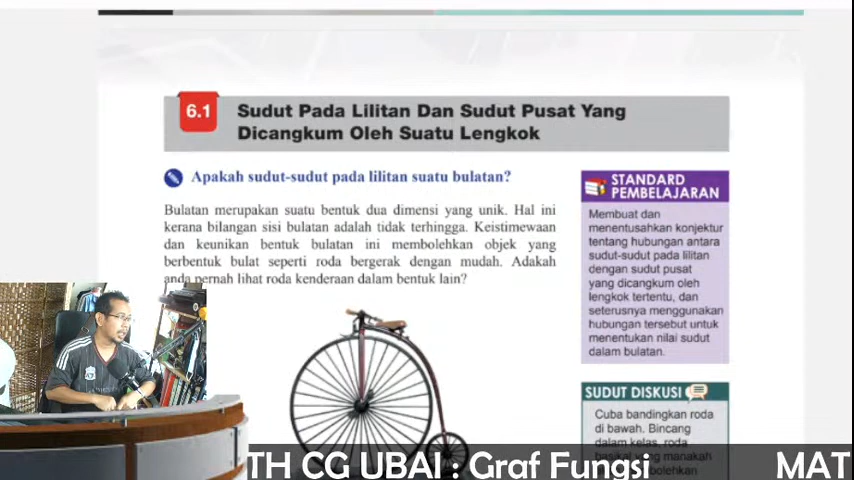 6.1
Sudut Pada Lilitan Dan Sudut Pusat Yang
Dicangkum Oleh Suatu Lengkok
Apakah sudut-sudut pada lilitan suatu bulatan?
Bulatan merupakan suatu bentuk dua dimensi yang unik. Hal ini
kerana bilangan sisi bulatan adalah tidak terhingga. Keistimewaan
dan keunikan bentuk bulatan ini membolehkan objek yang
berbentuk bulat seperti roda bergerak dengan mudah. Adakah
anda pernah lihat roda kenderaan dalam bentuk lain?
STANDARD
PEMBELAJARAN
Membuat dan
menentusahkan konjektur
tentang hubungan antara
sudut-sudut pada lilitan
dengan sudut pusat
yang dicangkum oleh
lengkok tertentu, dan
seterusnya menggunakan
hubungan tersebut untuk
menentukan nilai sudut
dalam bulatan.
SUDUT DISKUSI
Cuba bandingkan roda
di bawah. Bincang
dalam kelas, roda
basikal yang manakah
TH CG UBAI : Graf Fungsi MAT